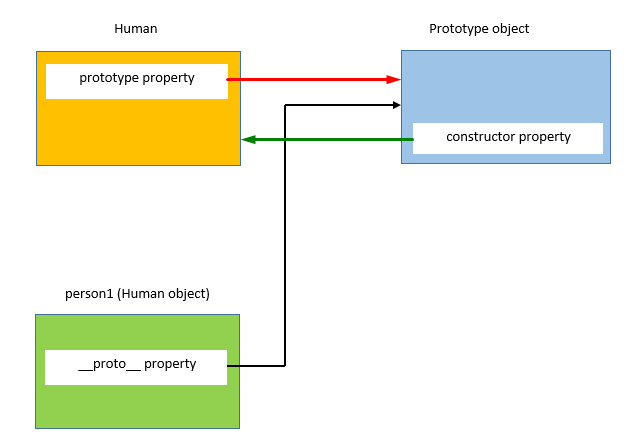 Human
Prototype object
prototype property
constructor property
person1 (Human object)
__proto__ property